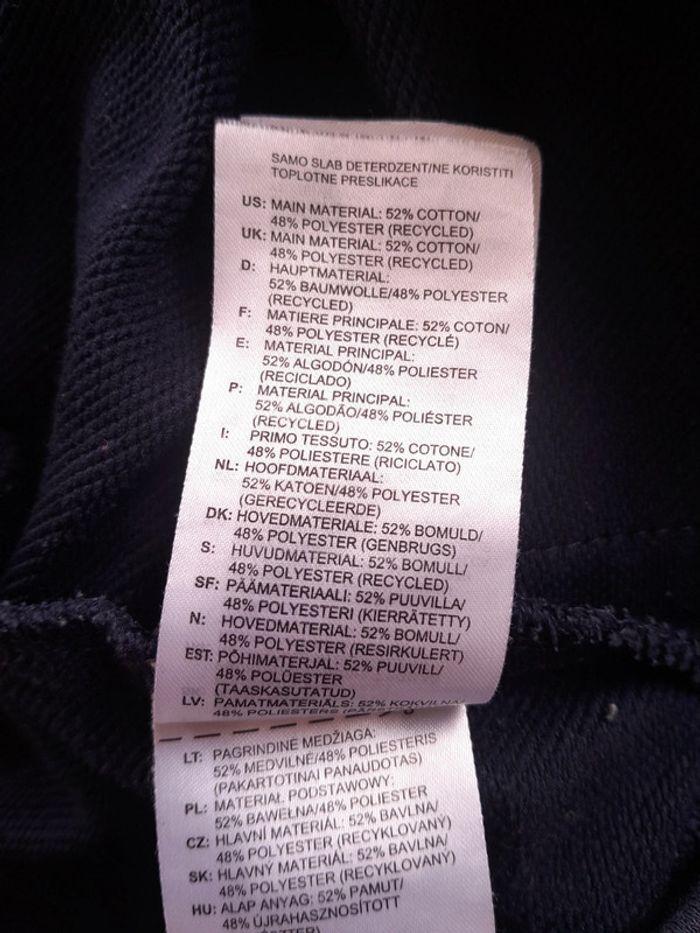 SAMO SLAB DETERDZENT/NE KORISTITI
TOPLOTNE PRESLIKACE
US: MAIN MATERIAL: 52% COTTON/
48% POLYESTER (RECYCLED)
UK: MAIN MATERIAL: 52% COTTON/
48% POLYESTER (RECYCLED)
D: HAUPTMATERIAL:
52% BAUMWOLLE/48% POLYESTER
(RECYCLED)
F: MATIERE PRINCIPALE: 52% COTON/
48% POLYESTER (RECYCLÉ)
E: MATERIAL PRINCIPAL:
52% ALGODÓN/48% POLIESTER
(RECICLADO)
P: MATERIAL PRINCIPAL:
52% ALGODÃO/48% POLIÉSTER
(RECYCLED)
I: PRIMO TESSUTO: 52% COTONE/
48% POLIESTERE (RICICLATO)
NL: HOOFDMATERIAAL:
52% KATOEN/48% POLYESTER
(GERECYCLEERDE)
DK: HOVEDMATERIALE: 52% BOMULD/
48% POLYESTER (GENBRUGS)
S: HUVUDMATERIAL: 52% BOMULL/
48% POLYESTER (RECYCLED)
SF: PÄÄMATERIAALI: 52% PUUVILLA/
48% POLYESTERI (KIERRÄTETTY)
N: HOVEDMATERIAL: 52% BOMULL/
48% POLYESTER (RESIRKULERT)
EST: PÕHIMATERJAL: 52% PUUVILL/
48% POLÜESTER
(TAASKASUTATUD)
LV: PAMATMATERIĀLS: 52% KOKVILNA
48% POLIESTERS
LT: PAGRINDINĖ MEDŽIAGA:
52% MEDVILNĖ/48% POLIESTERIS
(PAKARTOTINAI PANAUDOTAS)
PL: MATERIAŁ PODSTAWOWY:
52% BAWEŁNA/48% POLIESTER
CZ: HLAVNÍ MATERIÁL: 52% BAVLNA/
48% POLYESTER (RECYKLOVANÝ)
SK: HLAVNÝ MATERIÁL: 52% BAVLNA/
48% POLYESTER (RECYKLOVANÝ)
HU: ALAP ANYAG: 52% PAMUT/
48% ÚJRAHASZNOSÍTOTT